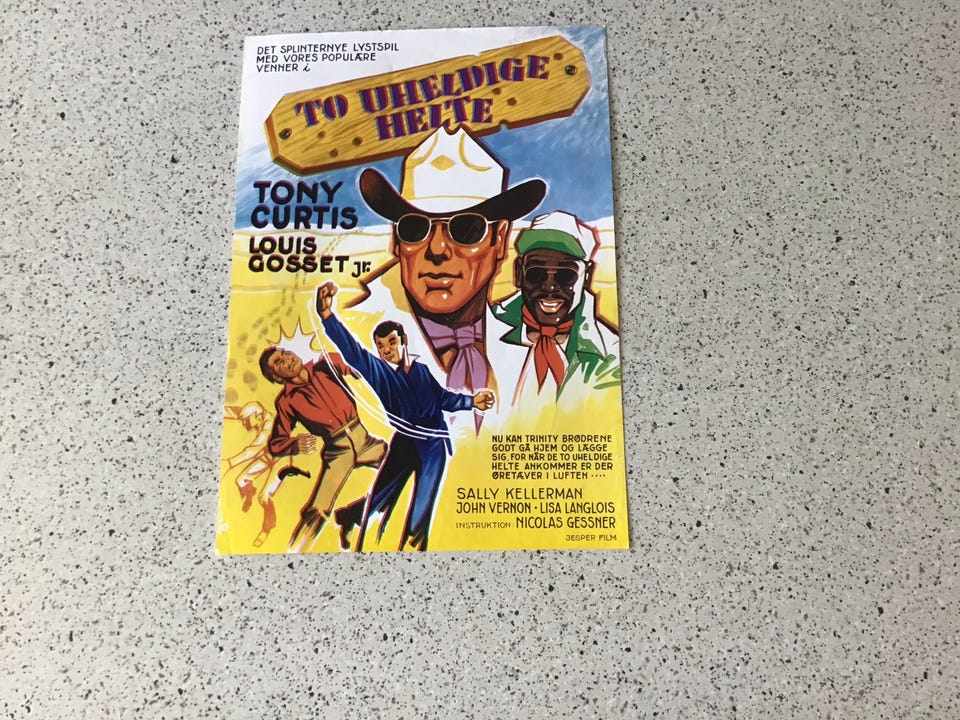 DET SPLINTERNYE LYSTSPIL
MED VORES POPULÆRE
VENNER i
TO UHELDIGE
HELTE
TONY
CURTIS
LOUIS
GOSSET Jr.
NU KAN TRINITY BRØDRENE
GODT GÅ HJEM OG LÆGGE
SIG, FOR NÅR DE TO UHELDIGE
HELTE ANKOMMER ER DER
ØRETÆVER I LUFTEN ....
SALLY KELLERMAN
JOHN VERNON · LISA LANGLOIS
INSTRUKTION: NICOLAS GESSNER
JESPER FILM